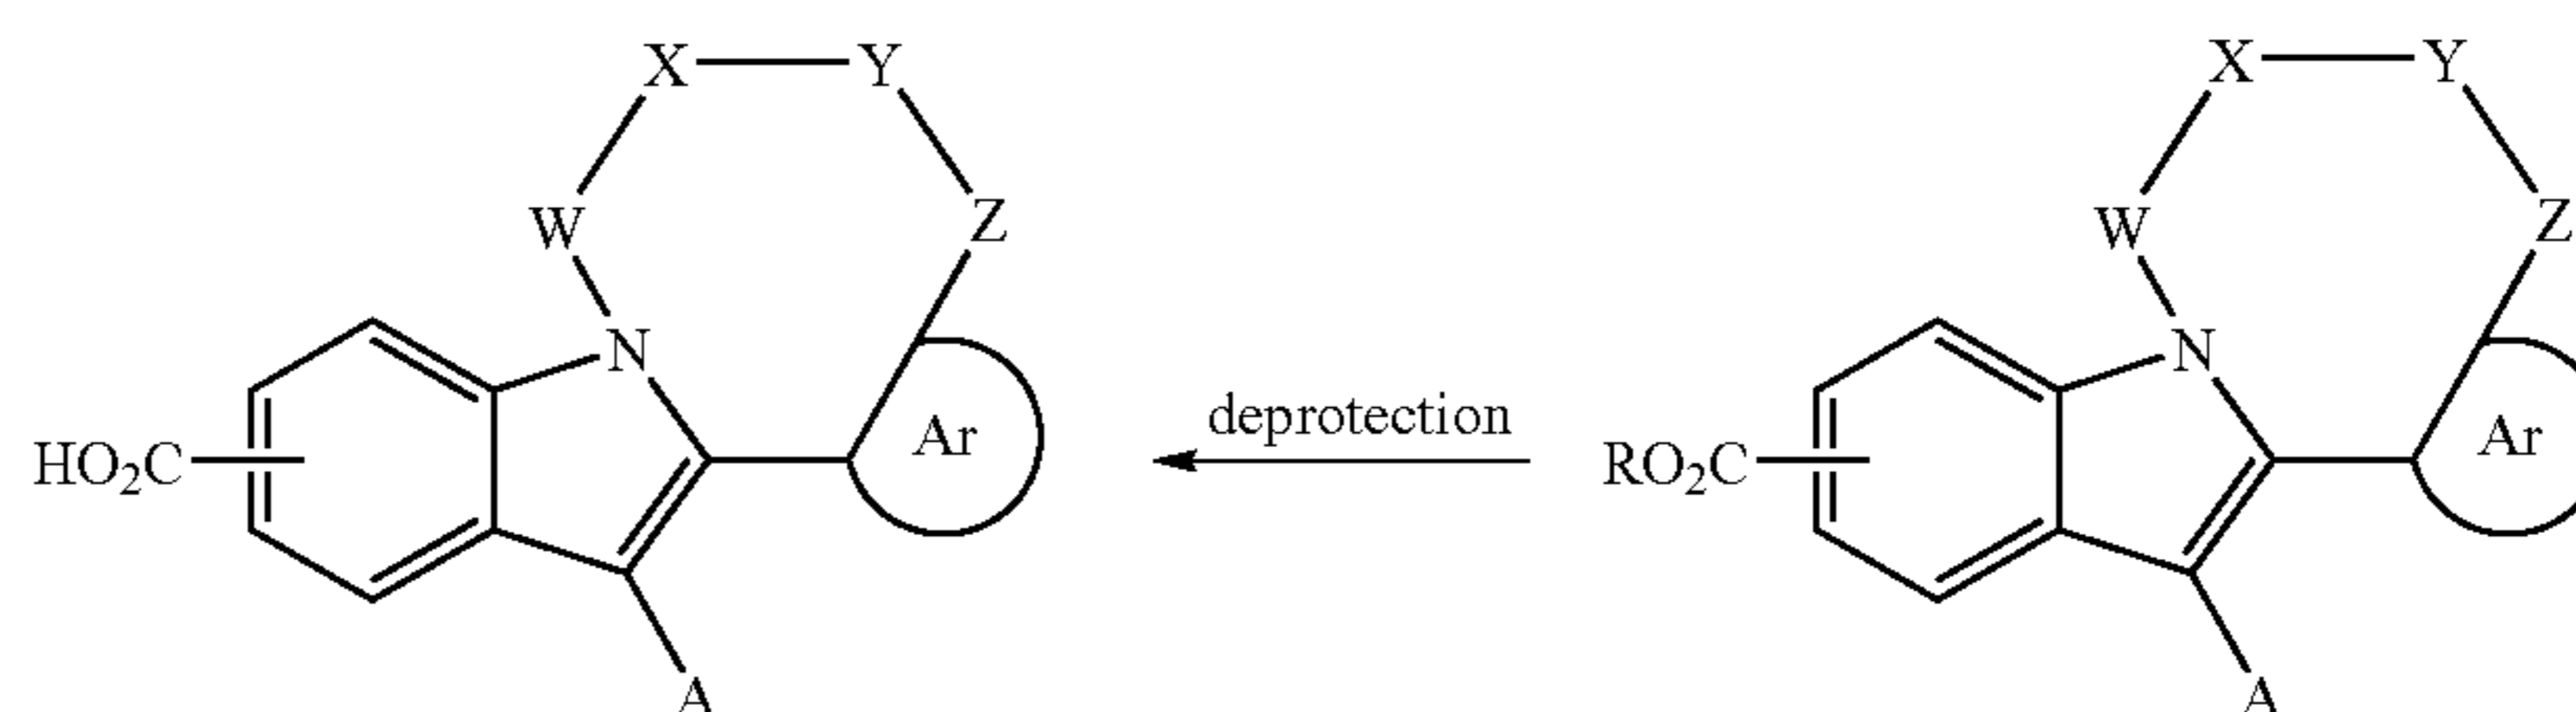 X Y X Y
W Z W Z
N N
deprotection
HO₂C Ar RO₂C Ar
A A